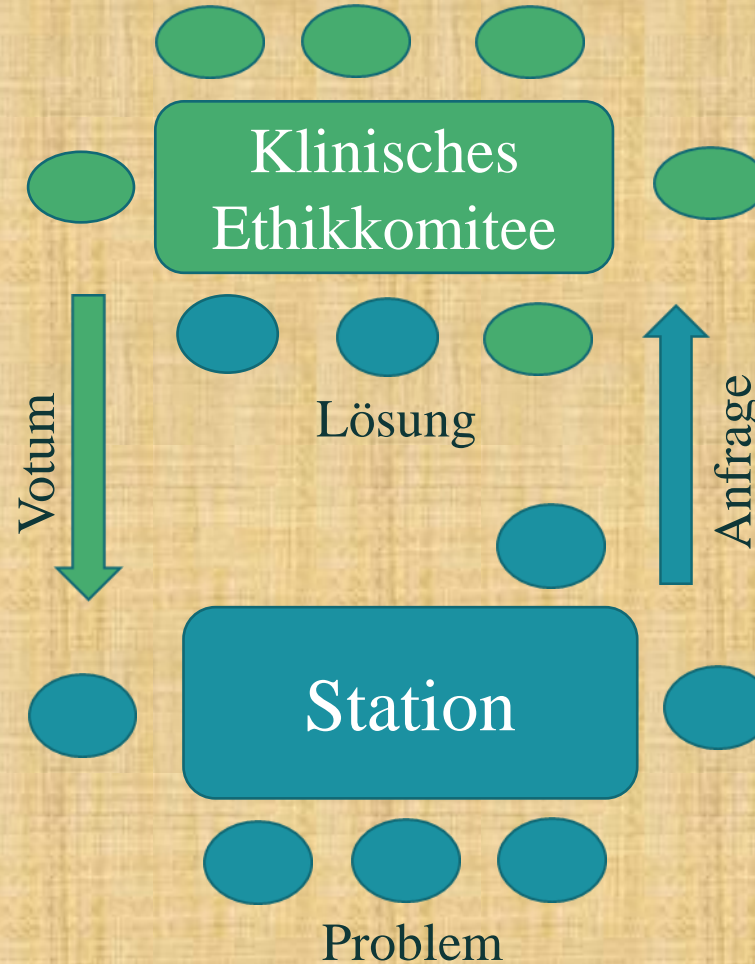 Klinisches
Ethikkomitee
Lösung
Votum
Anfrage
Station
Problem